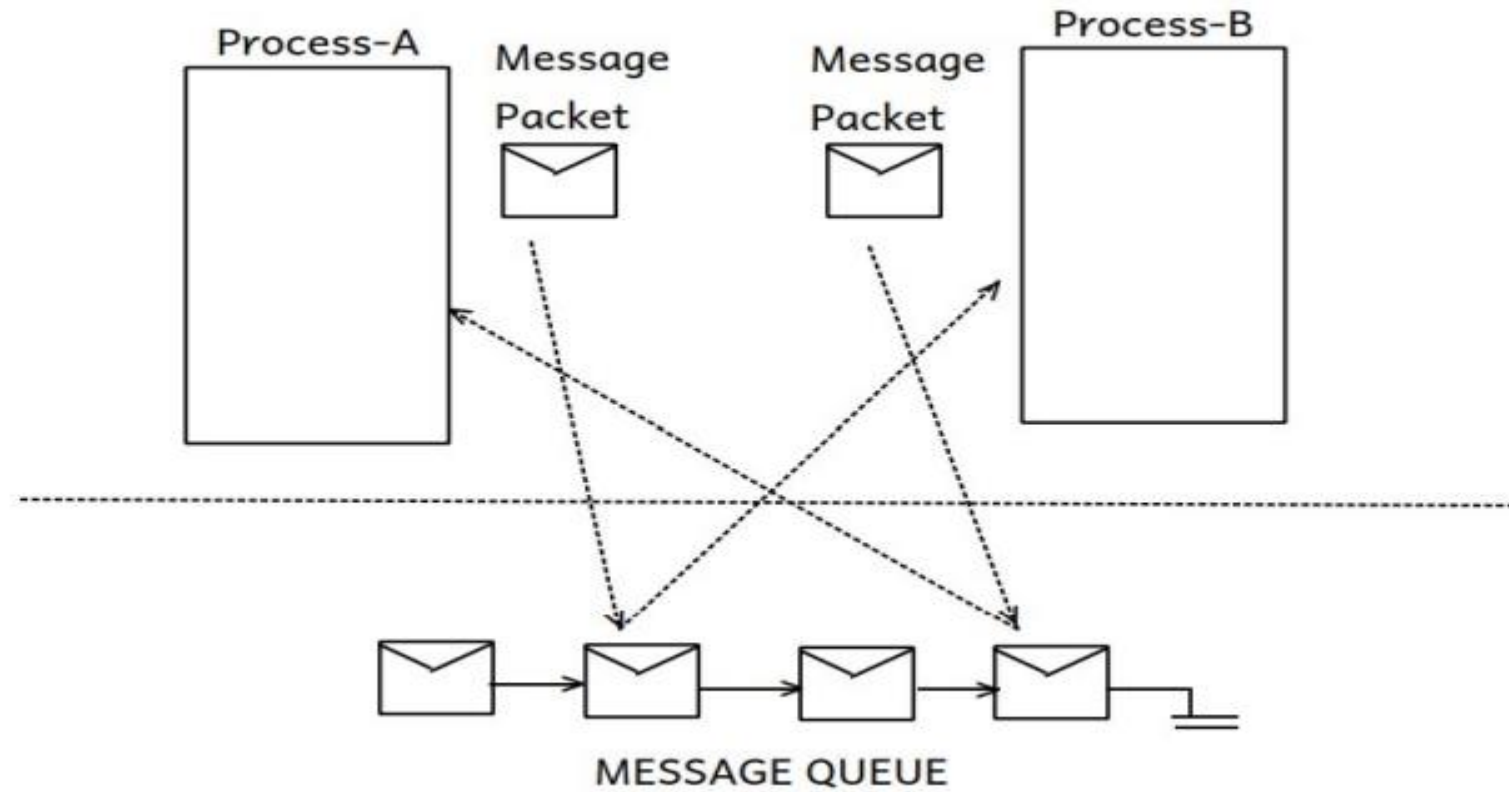 Process-A
Message
Packet
Message
Packet
Process-B
MESSAGE QUEUE